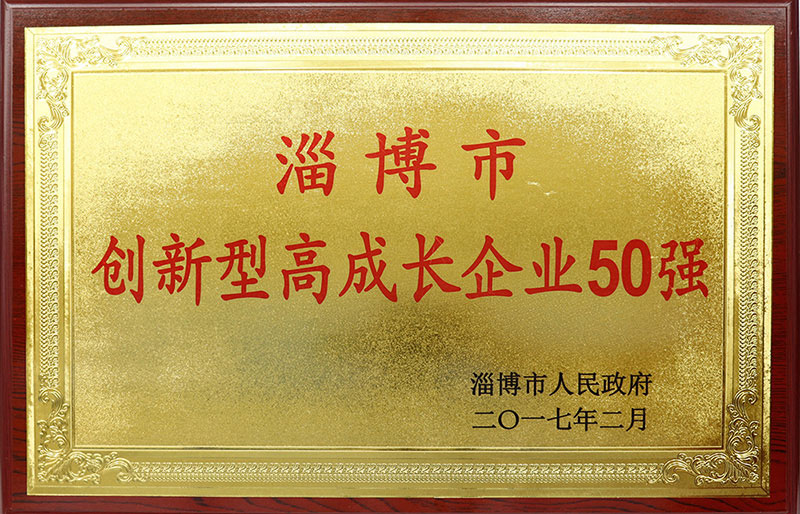 淄博市
创新型高成长企业50强
淄博市人民政府
二〇一七年二月